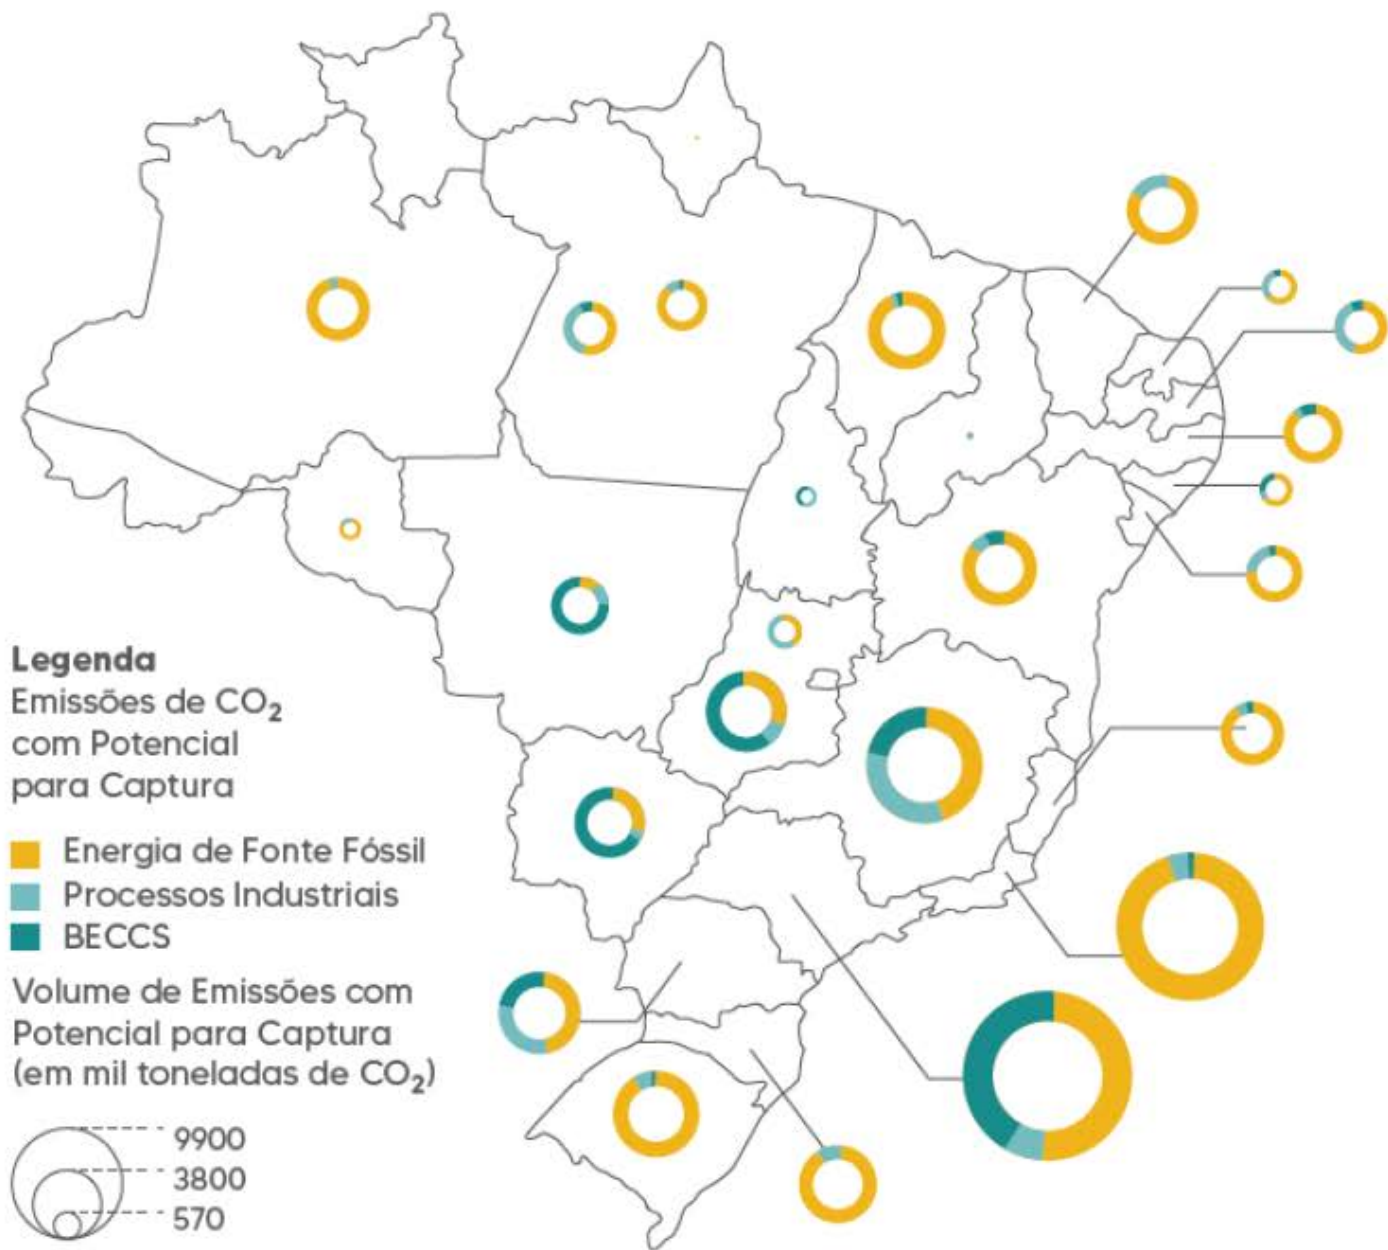 Legenda
Emissões de CO₂
com Potencial
para Captura
Energia de Fonte Fóssil
Processos Industriais
BECCS
Volume de Emissões com
Potencial para Captura
(em mil toneladas de CO₂)
9900
3800
570